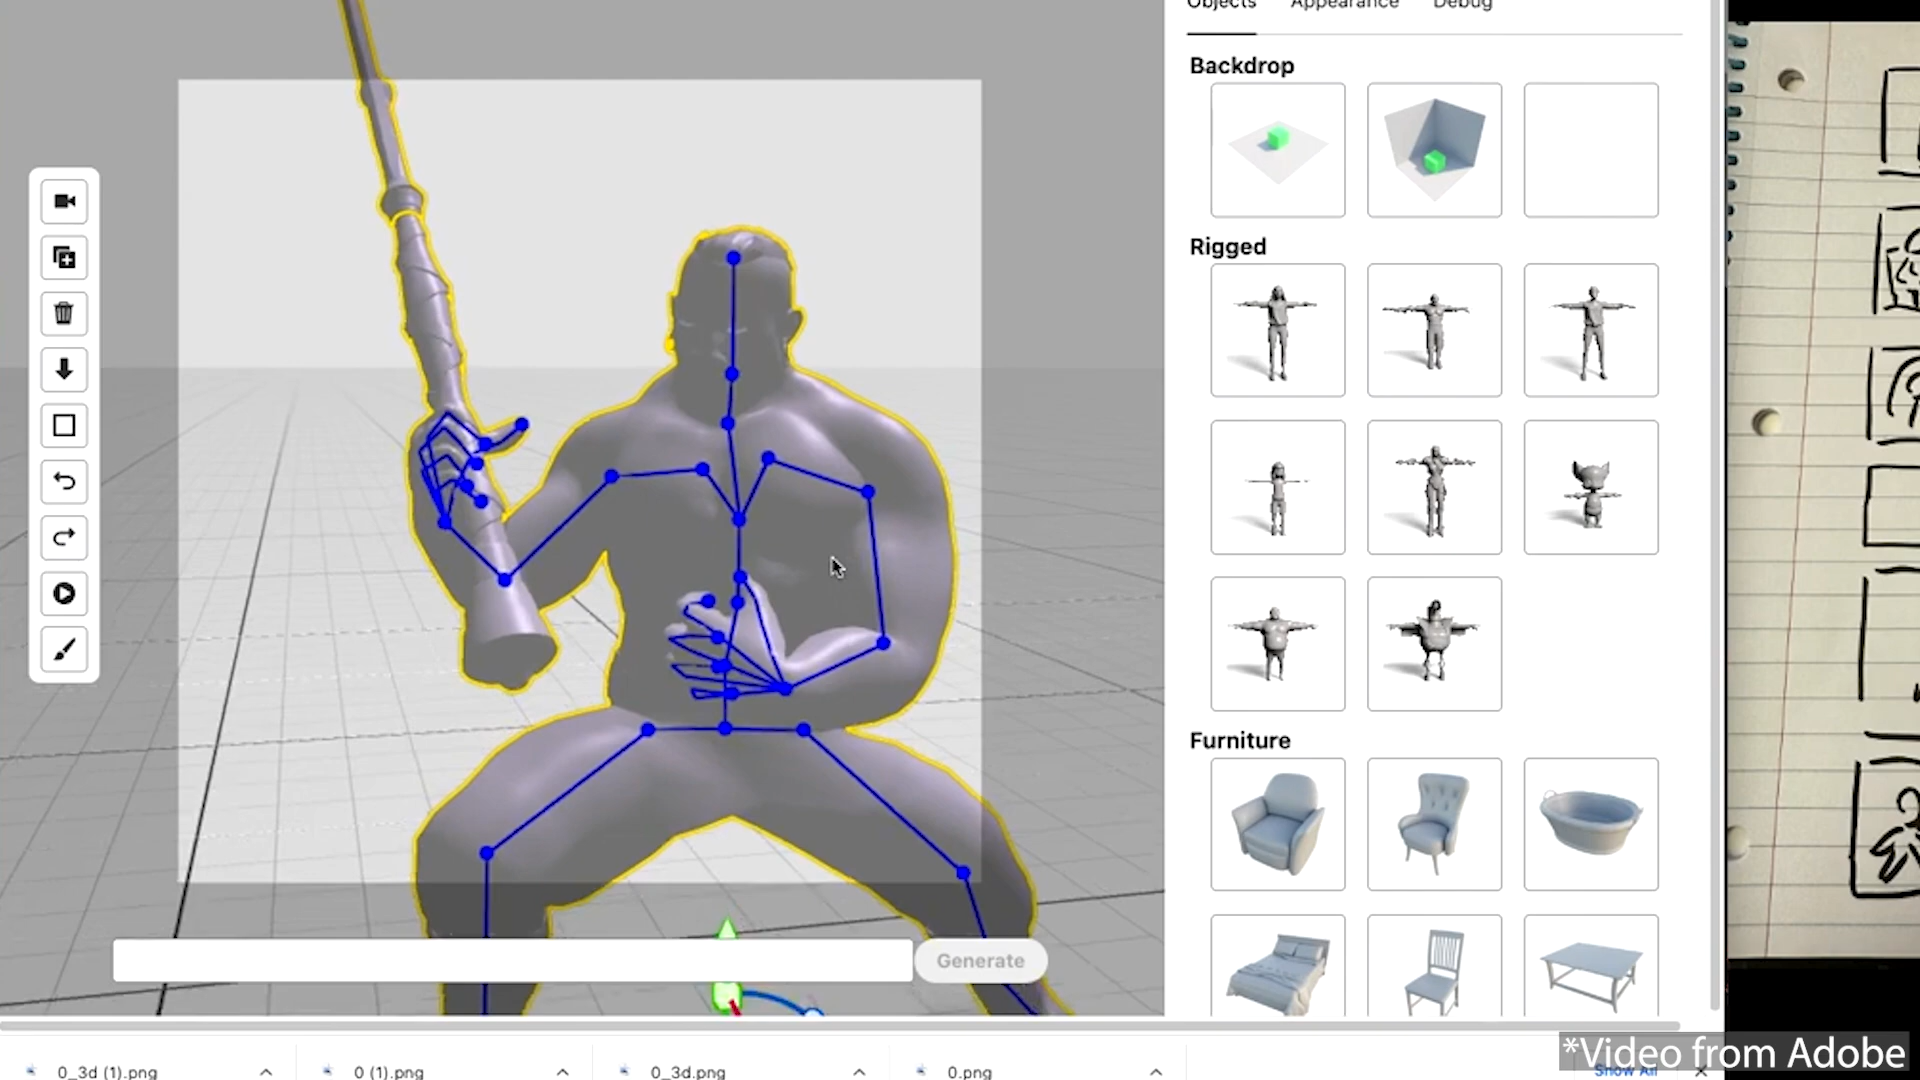 Objects Appearance Debug
Backdrop
Rigged
Furniture
Generate
0_3d (1).png 0 (1).png 0_3d.png 0.png Show All
*Video from Adobe